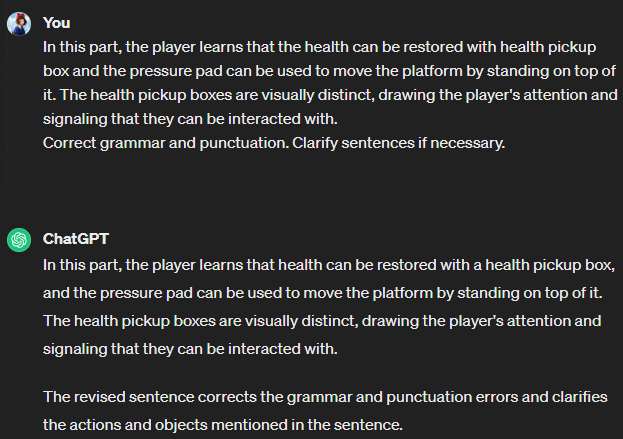 You
In this part, the player learns that the health can be restored with health pickup
box and the pressure pad can be used to move the platform by standing on top of
it. The health pickup boxes are visually distinct, drawing the player's attention and
signaling that they can be interacted with.
Correct grammar and punctuation. Clarify sentences if necessary.
ChatGPT
In this part, the player learns that health can be restored with a health pickup box,
and the pressure pad can be used to move the platform by standing on top of it.
The health pickup boxes are visually distinct, drawing the player's attention and
signaling that they can be interacted with.
The revised sentence corrects the grammar and punctuation errors and clarifies
the actions and objects mentioned in the sentence.